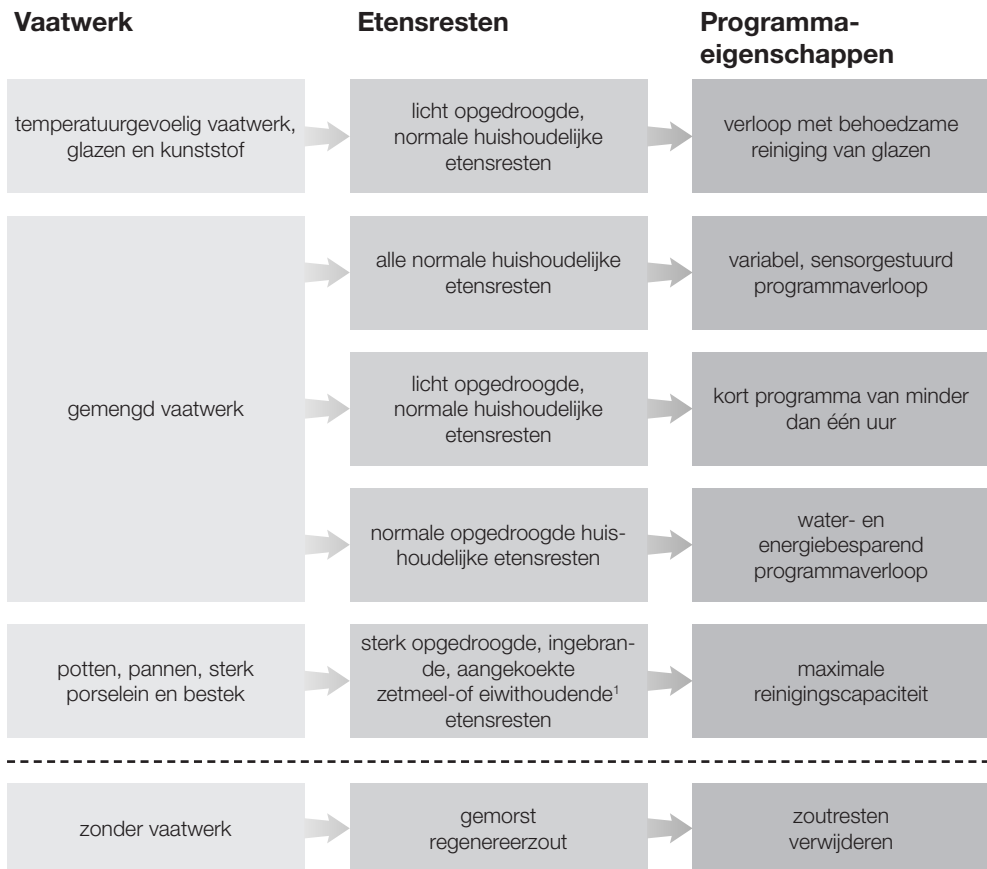 Vaatwerk
Etensresten
Programma-
eigenschappen
temperatuurgevoelig vaatwerk,
glazen en kunststof
licht opgedroogde,
normale huishoudelijke
etensresten
verloop met behoedzame
reiniging van glazen
gemengd vaatwerk
alle normale huishoudelijke
etensresten
variabel, sensorgestuurd
programmaverloop
licht opgedroogde,
normale huishoudelijke
etensresten
kort programma van minder
dan één uur
normale opgedroogde huis-
houdelijke etensresten
water- en
energiebesparend
programmaverloop
potten, pannen, sterk
porselein en bestek
sterk opgedroogde, ingebran-
de, aangekoekte
zetmeel-of eiwithoudende¹
etensresten
maximale
reinigingscapaciteit
zonder vaatwerk
gemorst
regenereerzout
zoutresten
verwijderen